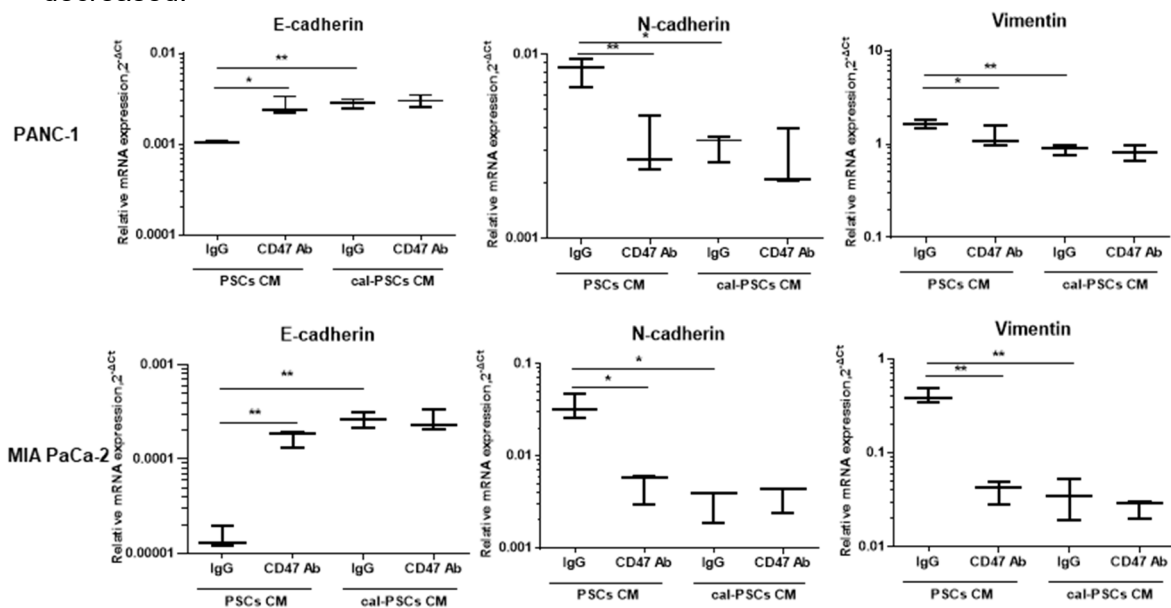 decreased.
E-cadherin N-cadherin Vimentin
PANC-1
Relative mRNA expression,2^-ΔCt
0.01
0.001
0.0001
** *
IgG CD47 Ab IgG CD47 Ab
PSCs CM cal-PSCs CM
Relative mRNA expression,2^-ΔCt
0.01
0.001
* **
IgG CD47 Ab IgG CD47 Ab
PSCs CM cal-PSCs CM
Relative mRNA expression,2^-ΔCt
10
1
0.1
** *
IgG CD47 Ab IgG CD47 Ab
PSCs CM cal-PSCs CM
E-cadherin N-cadherin Vimentin
MIA PaCa-2
Relative mRNA expression,2^-ΔCt
0.001
0.0001
0.00001
** **
IgG CD47 Ab IgG CD47 Ab
PSCs CM cal-PSCs CM
Relative mRNA expression,2^-ΔCt
0.1
0.01
0.001
* *
IgG CD47 Ab IgG CD47 Ab
PSCs CM cal-PSCs CM
Relative mRNA expression,2^-ΔCt
1
0.1
0.01
** **
IgG CD47 Ab IgG CD47 Ab
PSCs CM cal-PSCs CM